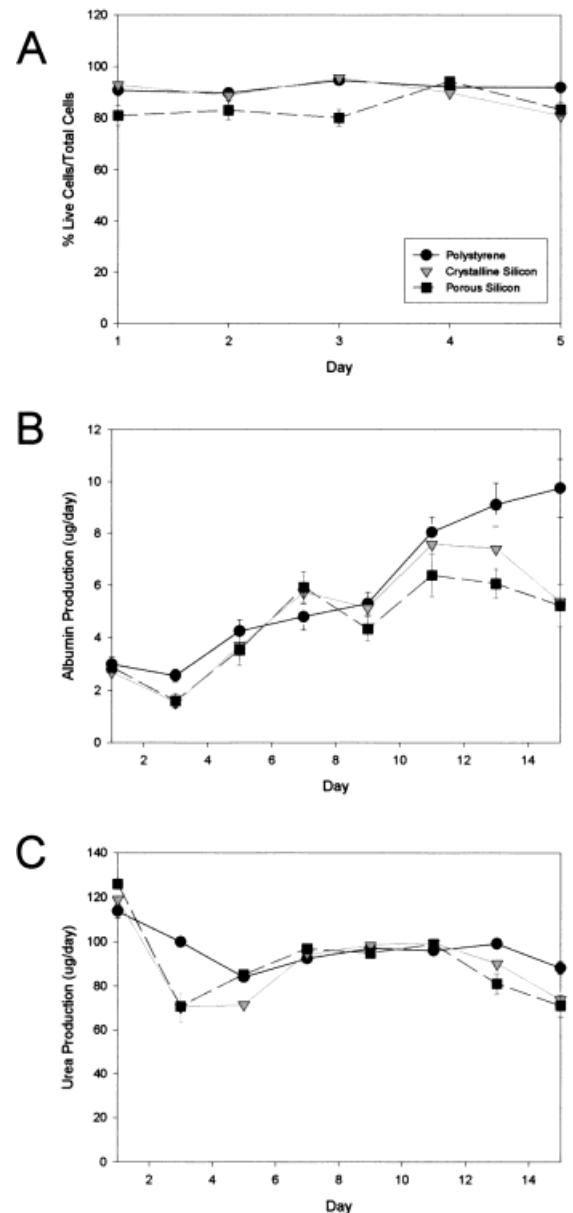 A
120
100
80
60
40
20
0
% Live Cells/Total Cells
Polystyrene
Crystalline Silicon
Porous Silicon
1 2 3 4 5
Day
B
12
10
8
6
4
2
0
Albumin Production (ug/day)
2 4 6 8 10 12 14
Day
C
140
120
100
80
60
40
20
0
Urea Production (ug/day)
2 4 6 8 10 12 14
Day